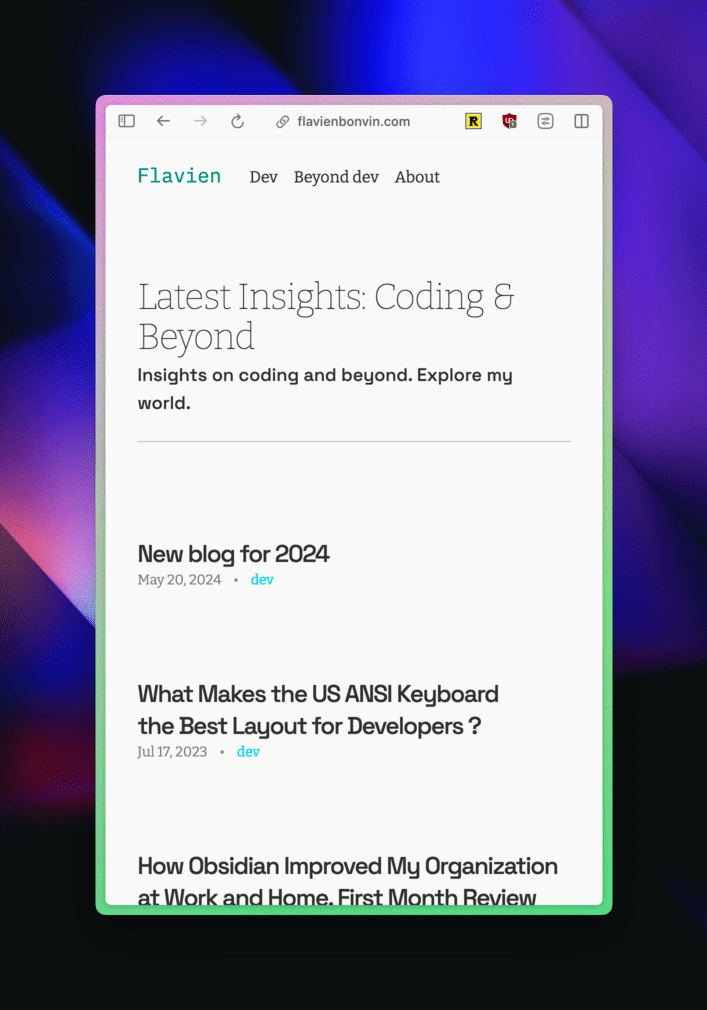 flavienbonvin.com
R
Flavien Dev Beyond dev About
Latest Insights: Coding &
Beyond
Insights on coding and beyond. Explore my
world.
New blog for 2024
May 20, 2024 • dev
What Makes the US ANSI Keyboard
the Best Layout for Developers ?
Jul 17, 2023 • dev
How Obsidian Improved My Organization
at Work and Home. First Month Review